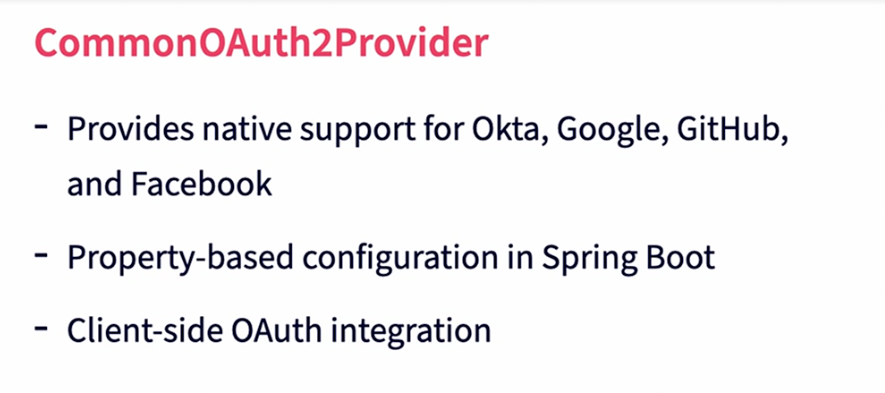 CommonOAuth2Provider
- Provides native support for Okta, Google, GitHub,
and Facebook
- Property-based configuration in Spring Boot
- Client-side OAuth integration